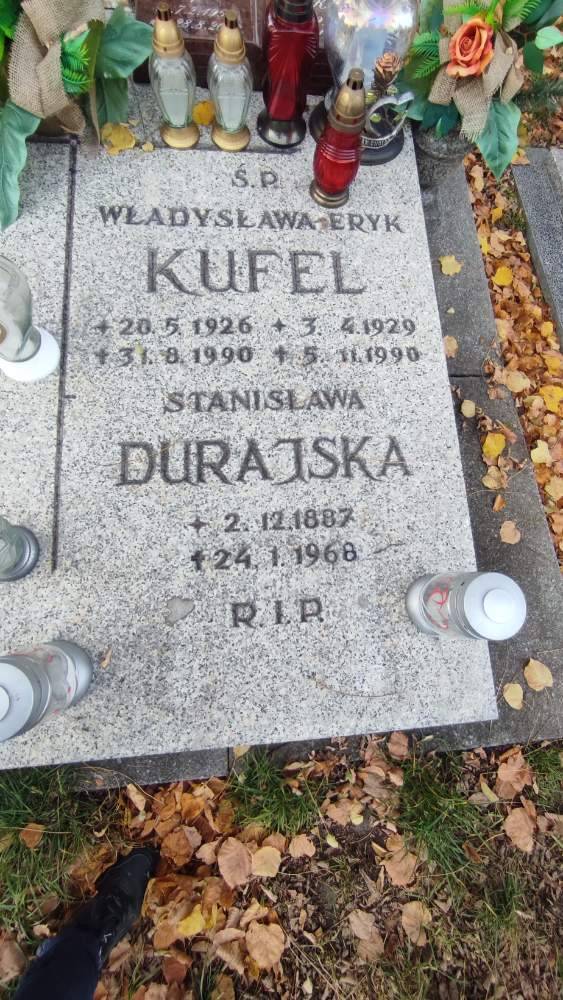 Ś.P.
WŁADYSŁAWA ERYK
KUFEL
20.5.1926 3.4.1929
31.8.1990 5.11.1990
STANISŁAWA
DURAJSKA
2.12.1887
24.1.1968
R.I.P.